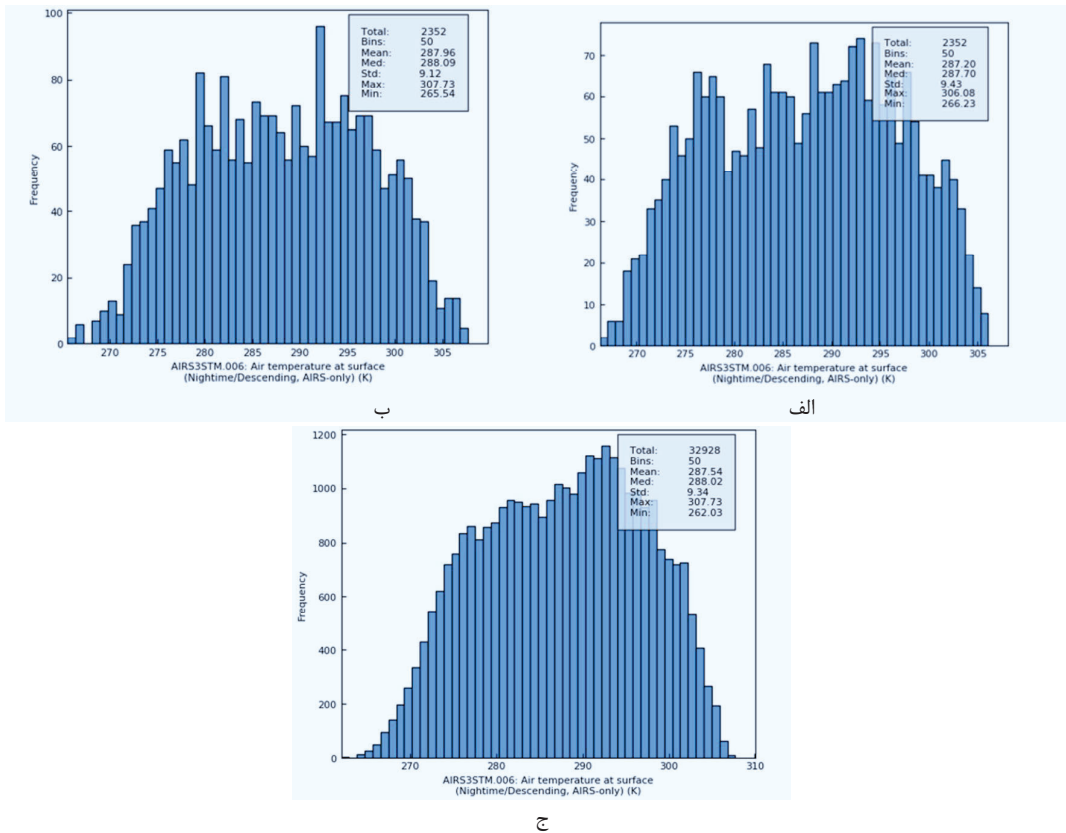 100
80
60
40
20
0
Frequency
Total: 2352
Bins: 50
Mean: 287.96
Med: 288.09
Std: 9.12
Max: 307.73
Min: 265.54
270 275 280 285 290 295 300 305
AIRS3STM.006: Air temperature at surface
(Nightime/Descending, AIRS-only) (K)
ب
70
60
50
40
30
20
10
0
Frequency
Total: 2352
Bins: 50
Mean: 287.20
Med: 287.70
Std: 9.43
Max: 306.08
Min: 266.23
270 275 280 285 290 295 300 305
AIRS3STM.006: Air temperature at surface
(Nightime/Descending, AIRS-only) (K)
الف
1200
1000
800
600
400
200
0
Frequency
Total: 32928
Bins: 50
Mean: 287.54
Med: 288.02
Std: 9.34
Max: 307.73
Min: 262.03
270 280 290 300 310
AIRS3STM.006: Air temperature at surface
(Nightime/Descending, AIRS-only) (K)
ج